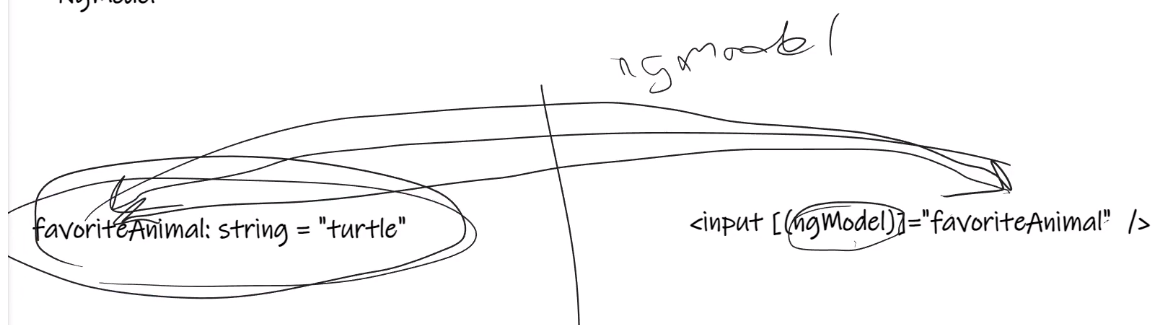 NgModel
ngModel
favoriteAnimal: string = "turtle"
<input [(ngModel)]="favoriteAnimal" />